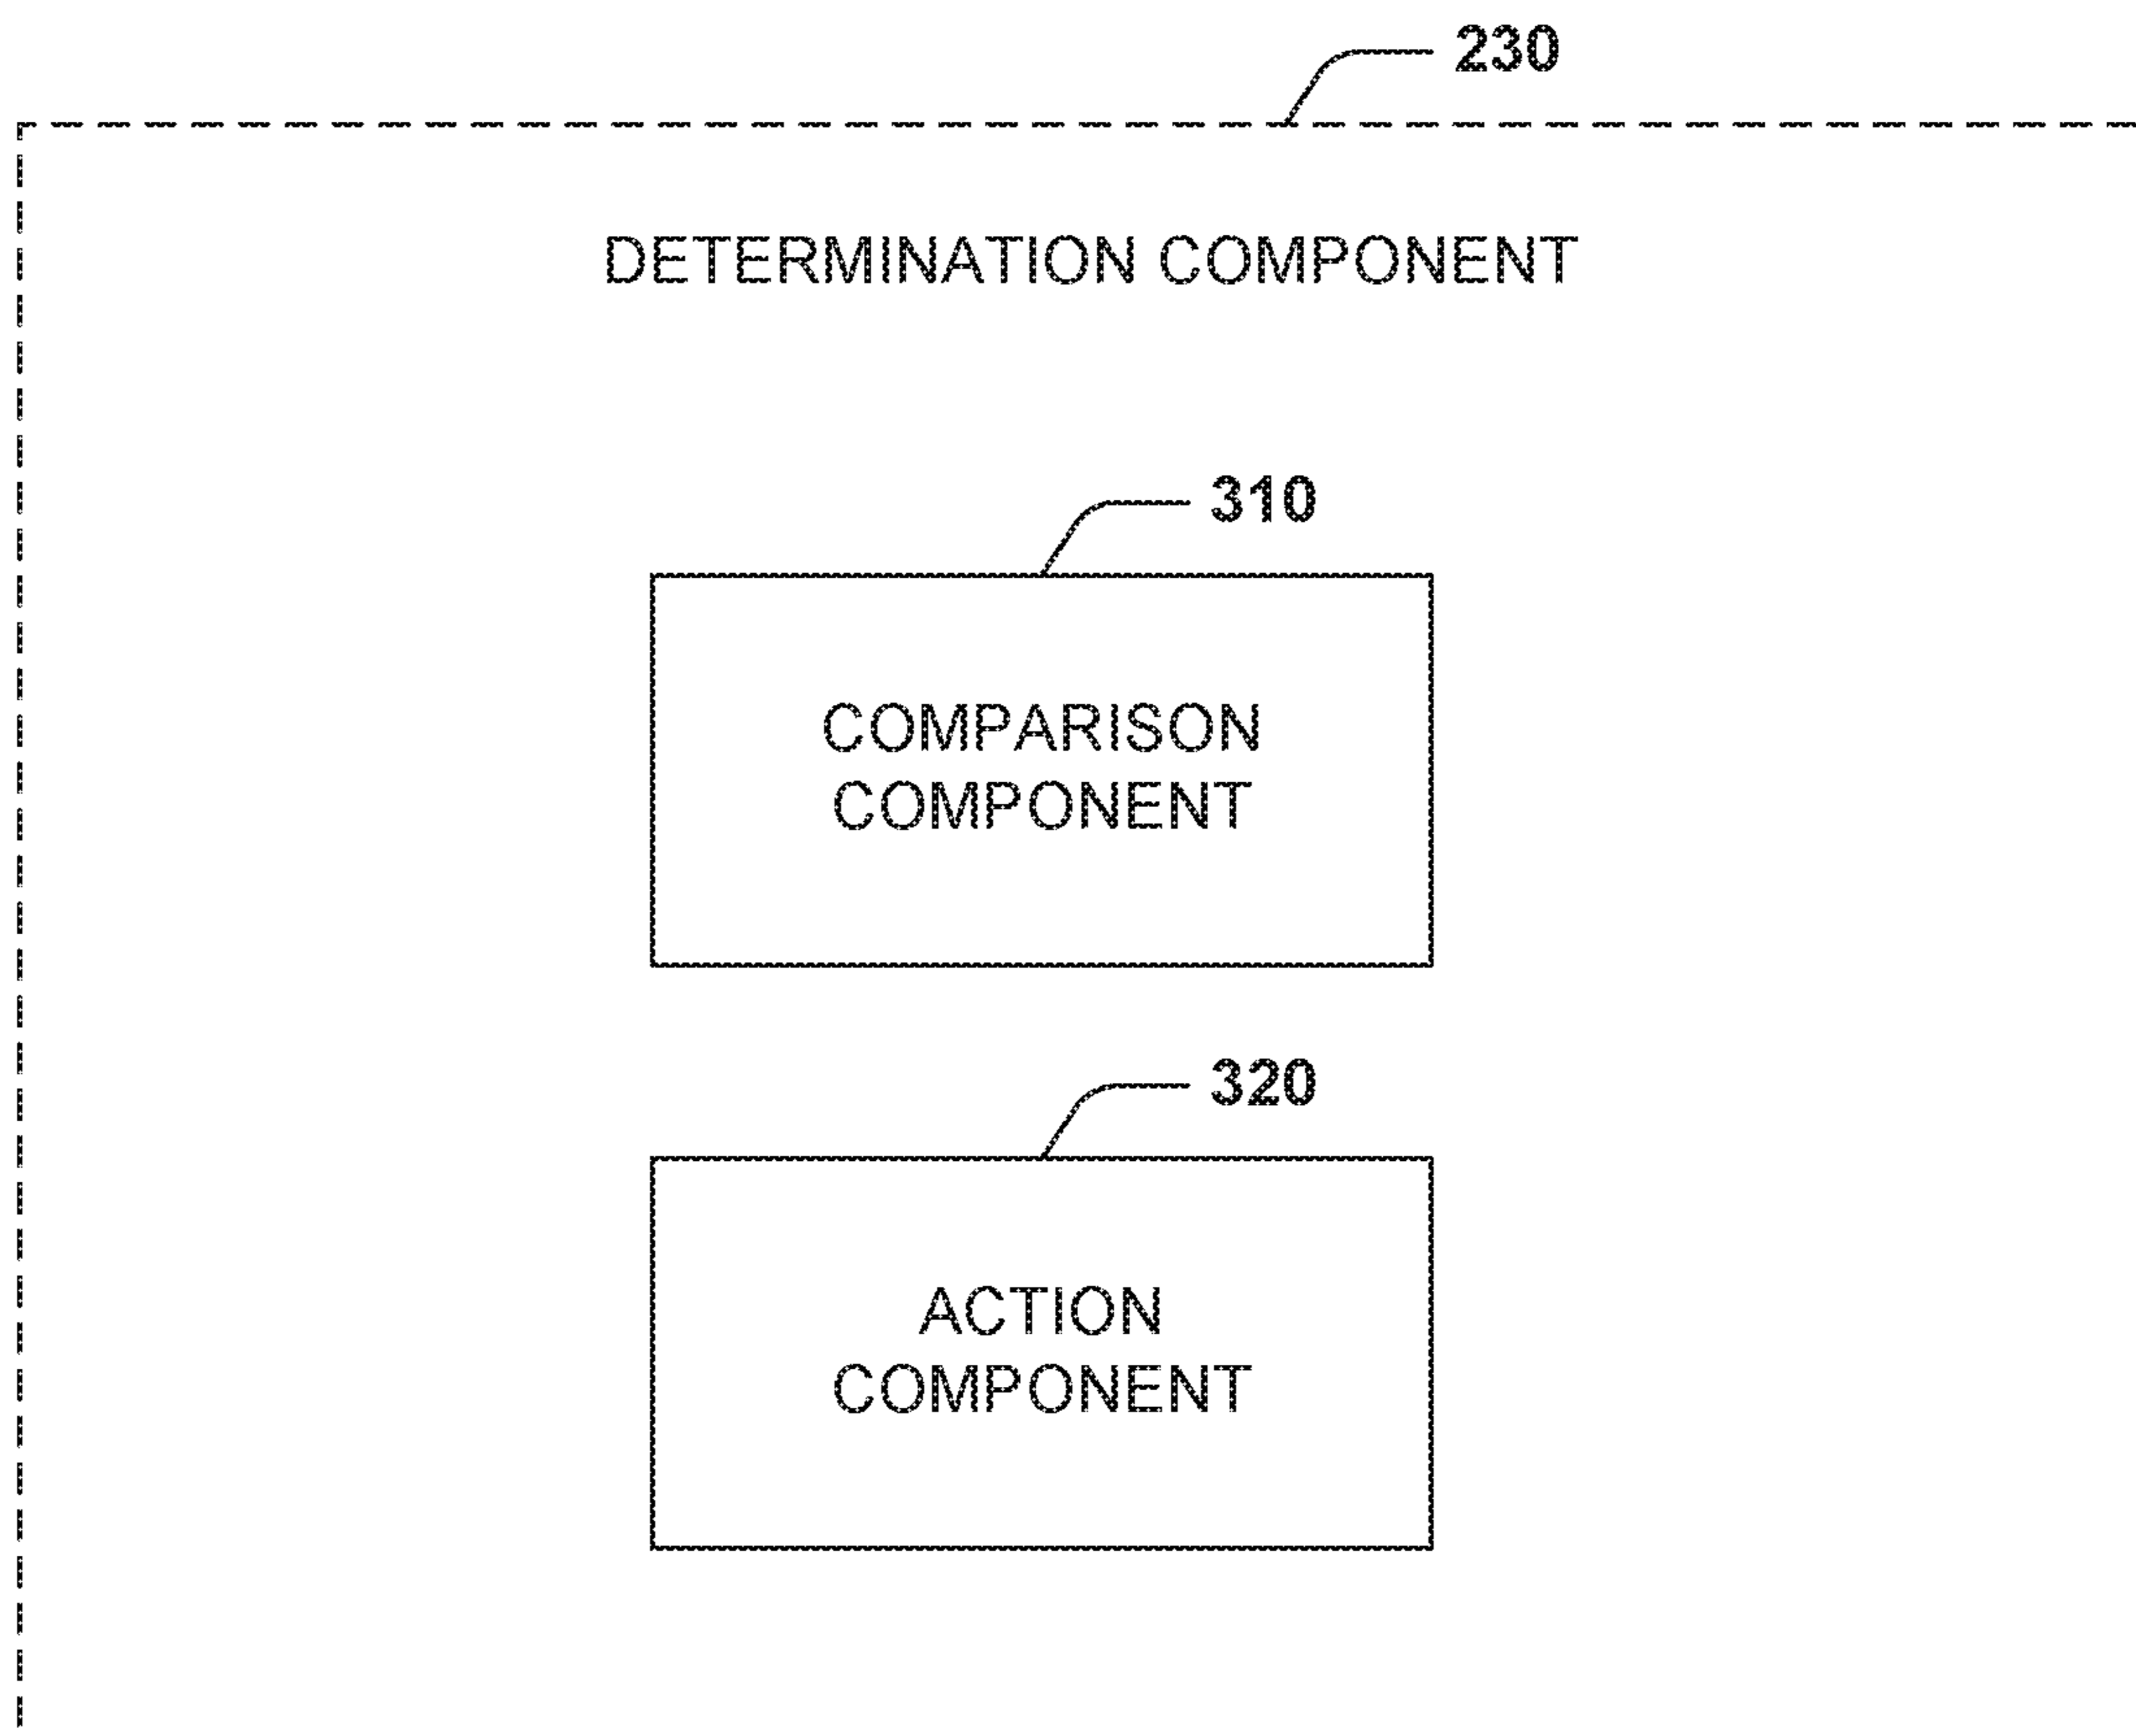 230
DETERMINATION COMPONENT
310
COMPARISON
COMPONENT
320
ACTION
COMPONENT